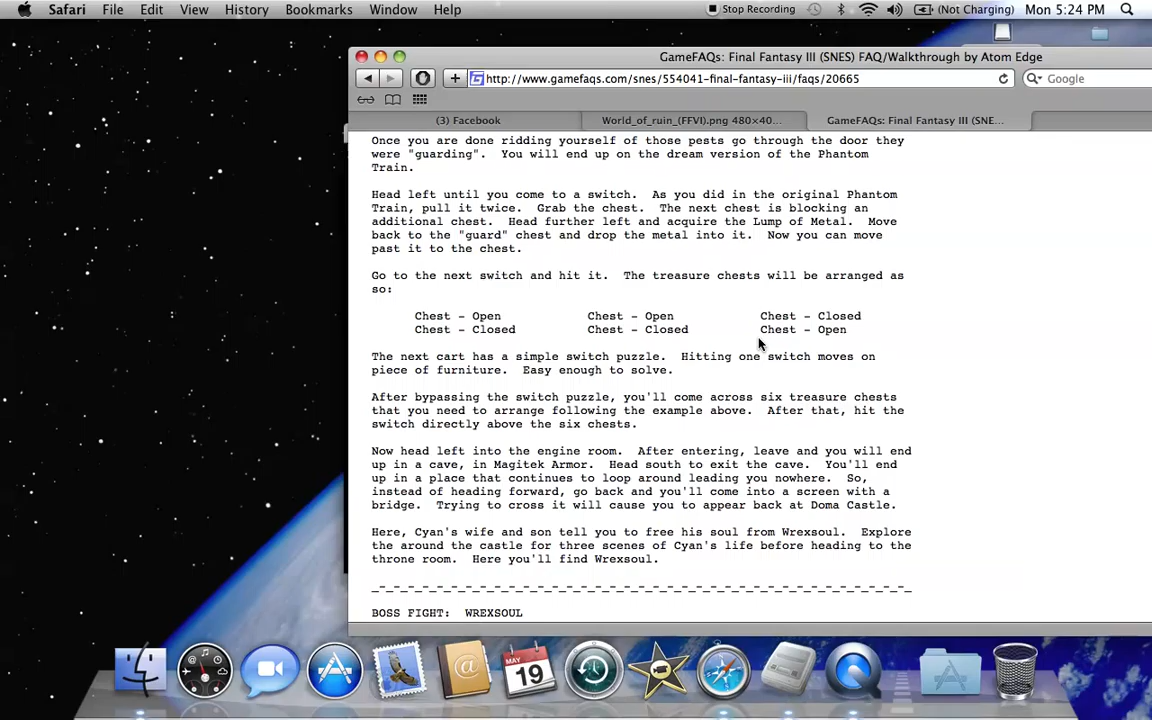 Safari File Edit View History Bookmarks Window Help Stop Recording (Not Charging) Mon 5:24 PM
GameFAQs: Final Fantasy III (SNES) FAQ/Walkthrough by Atom Edge
http://www.gamefaqs.com/snes/554041-final-fantasy-iii/faqs/20665 Google
(3) Facebook World_of_ruin_(FFVI).png 480×40... GameFAQs: Final Fantasy III (SNE...
Once you are done ridding yourself of those pests go through the door they
were "guarding". You will end up on the dream version of the Phantom
Train.
Head left until you come to a switch. As you did in the original Phantom
Train, pull it twice. Grab the chest. The next chest is blocking an
additional chest. Head further left and acquire the Lump of Metal. Move
back to the "guard" chest and drop the metal into it. Now you can move
past it to the chest.
Go to the next switch and hit it. The treasure chests will be arranged as
so:
Chest - Open Chest - Open Chest - Closed
Chest - Closed Chest - Closed Chest - Open
The next cart has a simple switch puzzle. Hitting one switch moves on
piece of furniture. Easy enough to solve.
After bypassing the switch puzzle, you'll come across six treasure chests
that you need to arrange following the example above. After that, hit the
switch directly above the six chests.
Now head left into the engine room. After entering, leave and you will end
up in a cave, in Magitek Armor. Head south to exit the cave. You'll end
up in a place that continues to loop around leading you nowhere. So,
instead of heading forward, go back and you'll come into a screen with a
bridge. Trying to cross it will cause you to appear back at Doma Castle.
Here, Cyan's wife and son tell you to free his soul from Wrexsoul. Explore
the around the castle for three scenes of Cyan's life before heading to the
throne room. Here you'll find Wrexsoul.
_-_-_-_-_-_-_-_-_-_-_-_-_-_-_-_-_-_-_-_-_-_-_-_-_-_-_-_-_-_-_-_-_-_-_-_-_-_
BOSS FIGHT: WREXSOUL
MAY
19